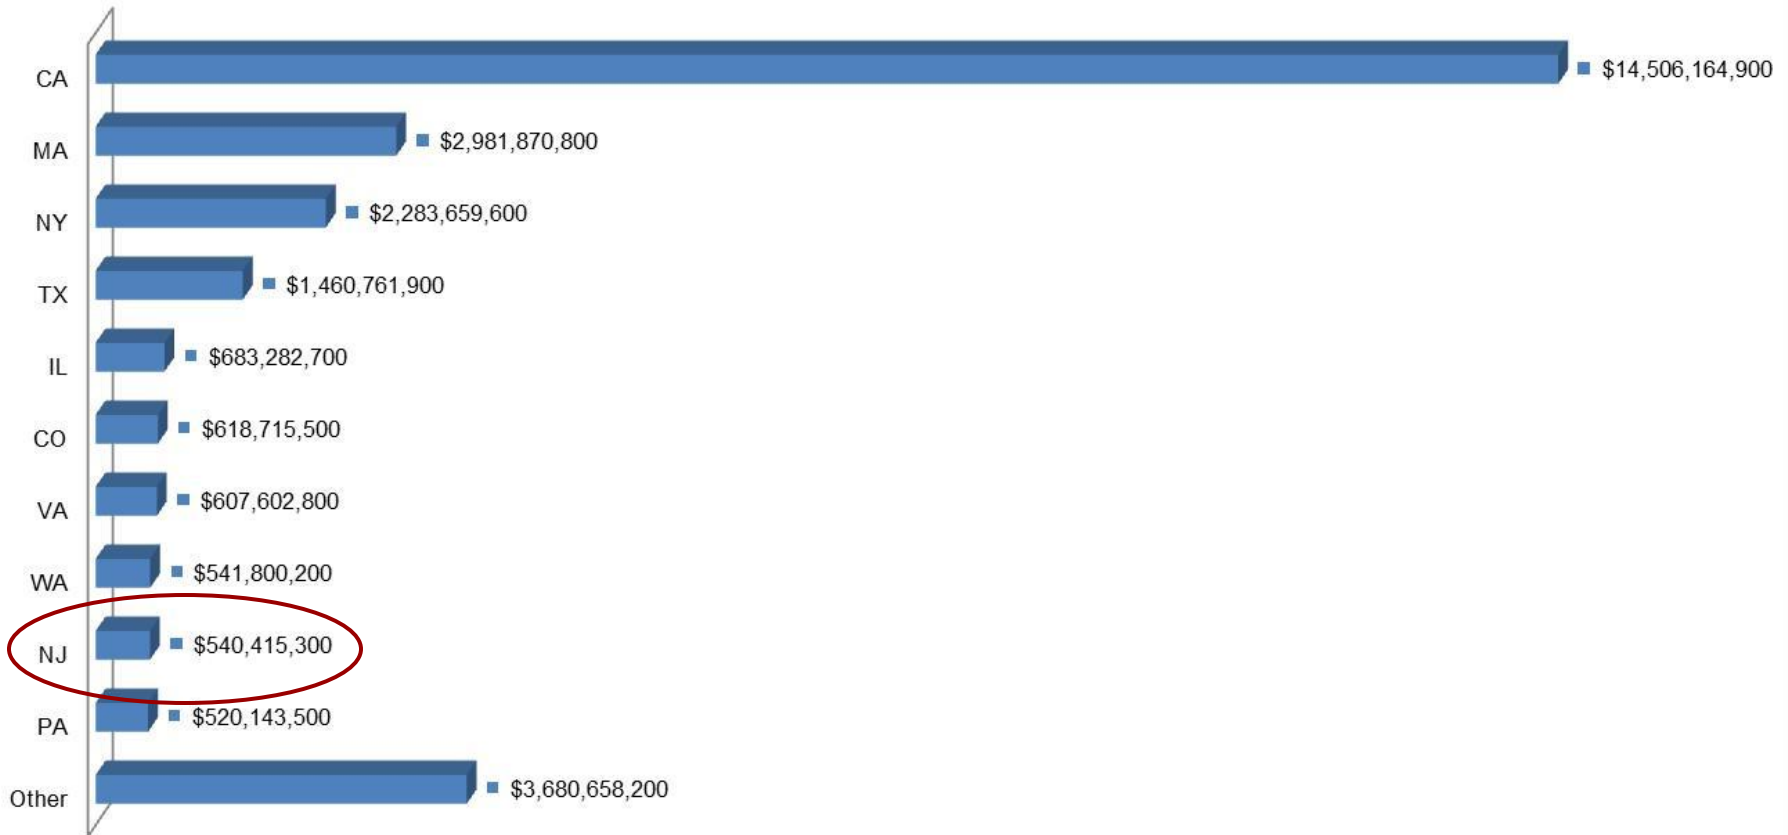 CA $14,506,164,900
MA $2,981,870,800
NY $2,283,659,600
TX $1,460,761,900
IL $683,282,700
CO $618,715,500
VA $607,602,800
WA $541,800,200
NJ $540,415,300
PA $520,143,500
Other $3,680,658,200